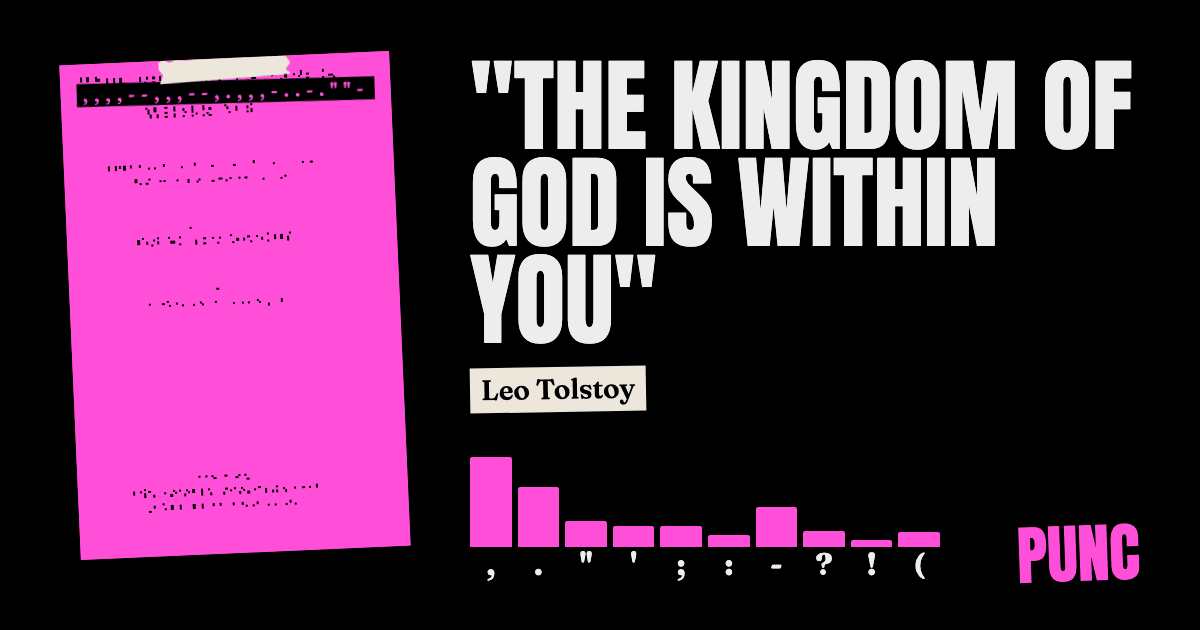 ,,,,--,,,--,.,,,-..-.""-
"THE KINGDOM OF
GOD IS WITHIN
YOU"
Leo Tolstoy
, . " ' ; : - ? ! (
PUNC